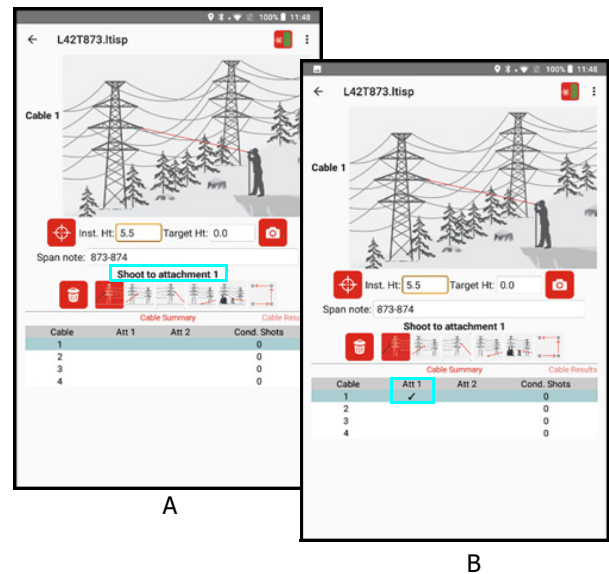 100% 11:48
L42T873.ltisp
Cable 1
Inst. Ht: 5.5 Target Ht: 0.0
Span note: 873-874
Shoot to attachment 1
Cable Summary Cable Resu
Cable Att 1 Att 2 Cond. Shots
1 0
2 0
3 0
4 0
A
100% 11:48
L42T873.ltisp
Cable 1
Inst. Ht: 5.5 Target Ht: 0.0
Span note: 873-874
Shoot to attachment 1
Cable Summary Cable Results
Cable Att 1 Att 2 Cond. Shots
1 ✓ 0
2 0
3 0
4 0
B